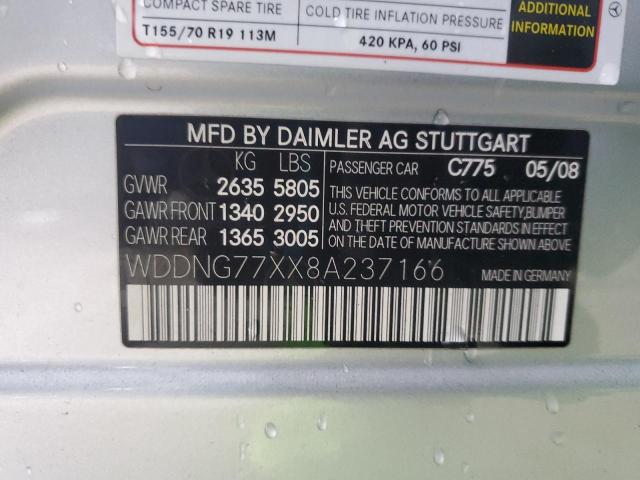 COMPACT SPARE TIRE
COLD TIRE INFLATION PRESSURE
T155/70 R19 113M
420 KPA, 60 PSI
ADDITIONAL
INFORMATION
MFD BY DAIMLER AG STUTTGART
KG LBS
GVWR 2635 5805
GAWR FRONT 1340 2950
GAWR REAR 1365 3005
PASSENGER CAR C775 05/08
THIS VEHICLE CONFORMS TO ALL APPLICABLE
U.S. FEDERAL MOTOR VEHICLE SAFETY, BUMPER
AND THEFT PREVENTION STANDARDS IN EFFECT
ON THE DATE OF MANUFACTURE SHOWN ABOVE.
WDDNG77XX8A237166
MADE IN GERMANY